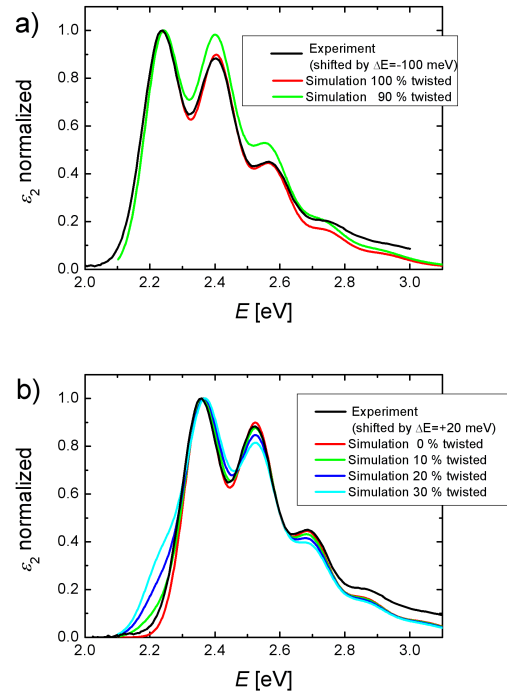 a)
1.0
0.8
0.6
0.4
0.2
0.0
ε2 normalized
Experiment
(shifted by ΔE=-100 meV)
Simulation 100 % twisted
Simulation 90 % twisted
2.0 2.2 2.4 2.6 2.8 3.0
E [eV]
b)
1.0
0.8
0.6
0.4
0.2
0.0
ε2 normalized
Experiment
(shifted by ΔE=+20 meV)
Simulation 0 % twisted
Simulation 10 % twisted
Simulation 20 % twisted
Simulation 30 % twisted
2.0 2.2 2.4 2.6 2.8 3.0
E [eV]